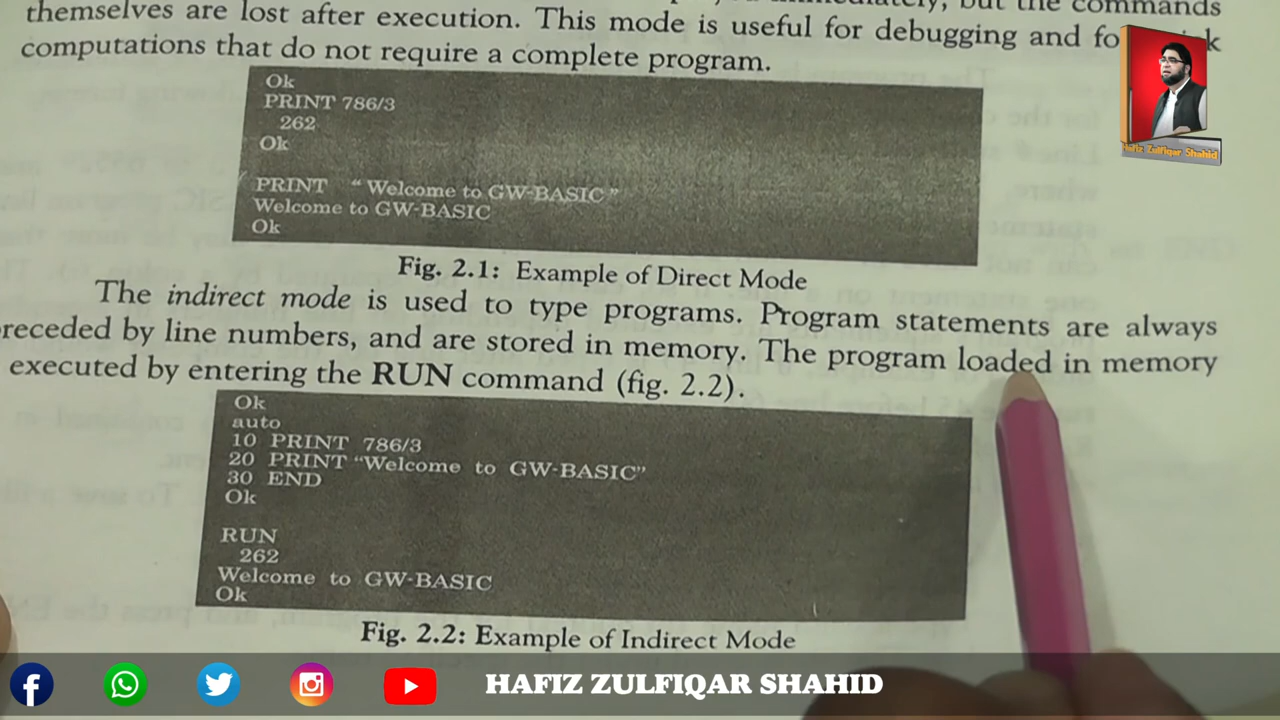 themselves are lost after execution. This mode is useful for debugging and
computations that do not require a complete program.
Ok
PRINT 786/3
262
Ok
PRINT “ Welcome to GW-BASIC ”
Welcome to GW-BASIC
Ok
Fig. 2.1: Example of Direct Mode
The indirect mode is used to type programs. Program statements are always
preceded by line numbers, and are stored in memory. The program loaded in memory
executed by entering the RUN command (fig. 2.2).
Ok
auto
10 PRINT 786/3
20 PRINT “Welcome to GW-BASIC”
30 END
Ok
RUN
262
Welcome to GW-BASIC
Ok
Fig. 2.2: Example of Indirect Mode
Hafiz Zulfiqar Shahid
HAFIZ ZULFIQAR SHAHID